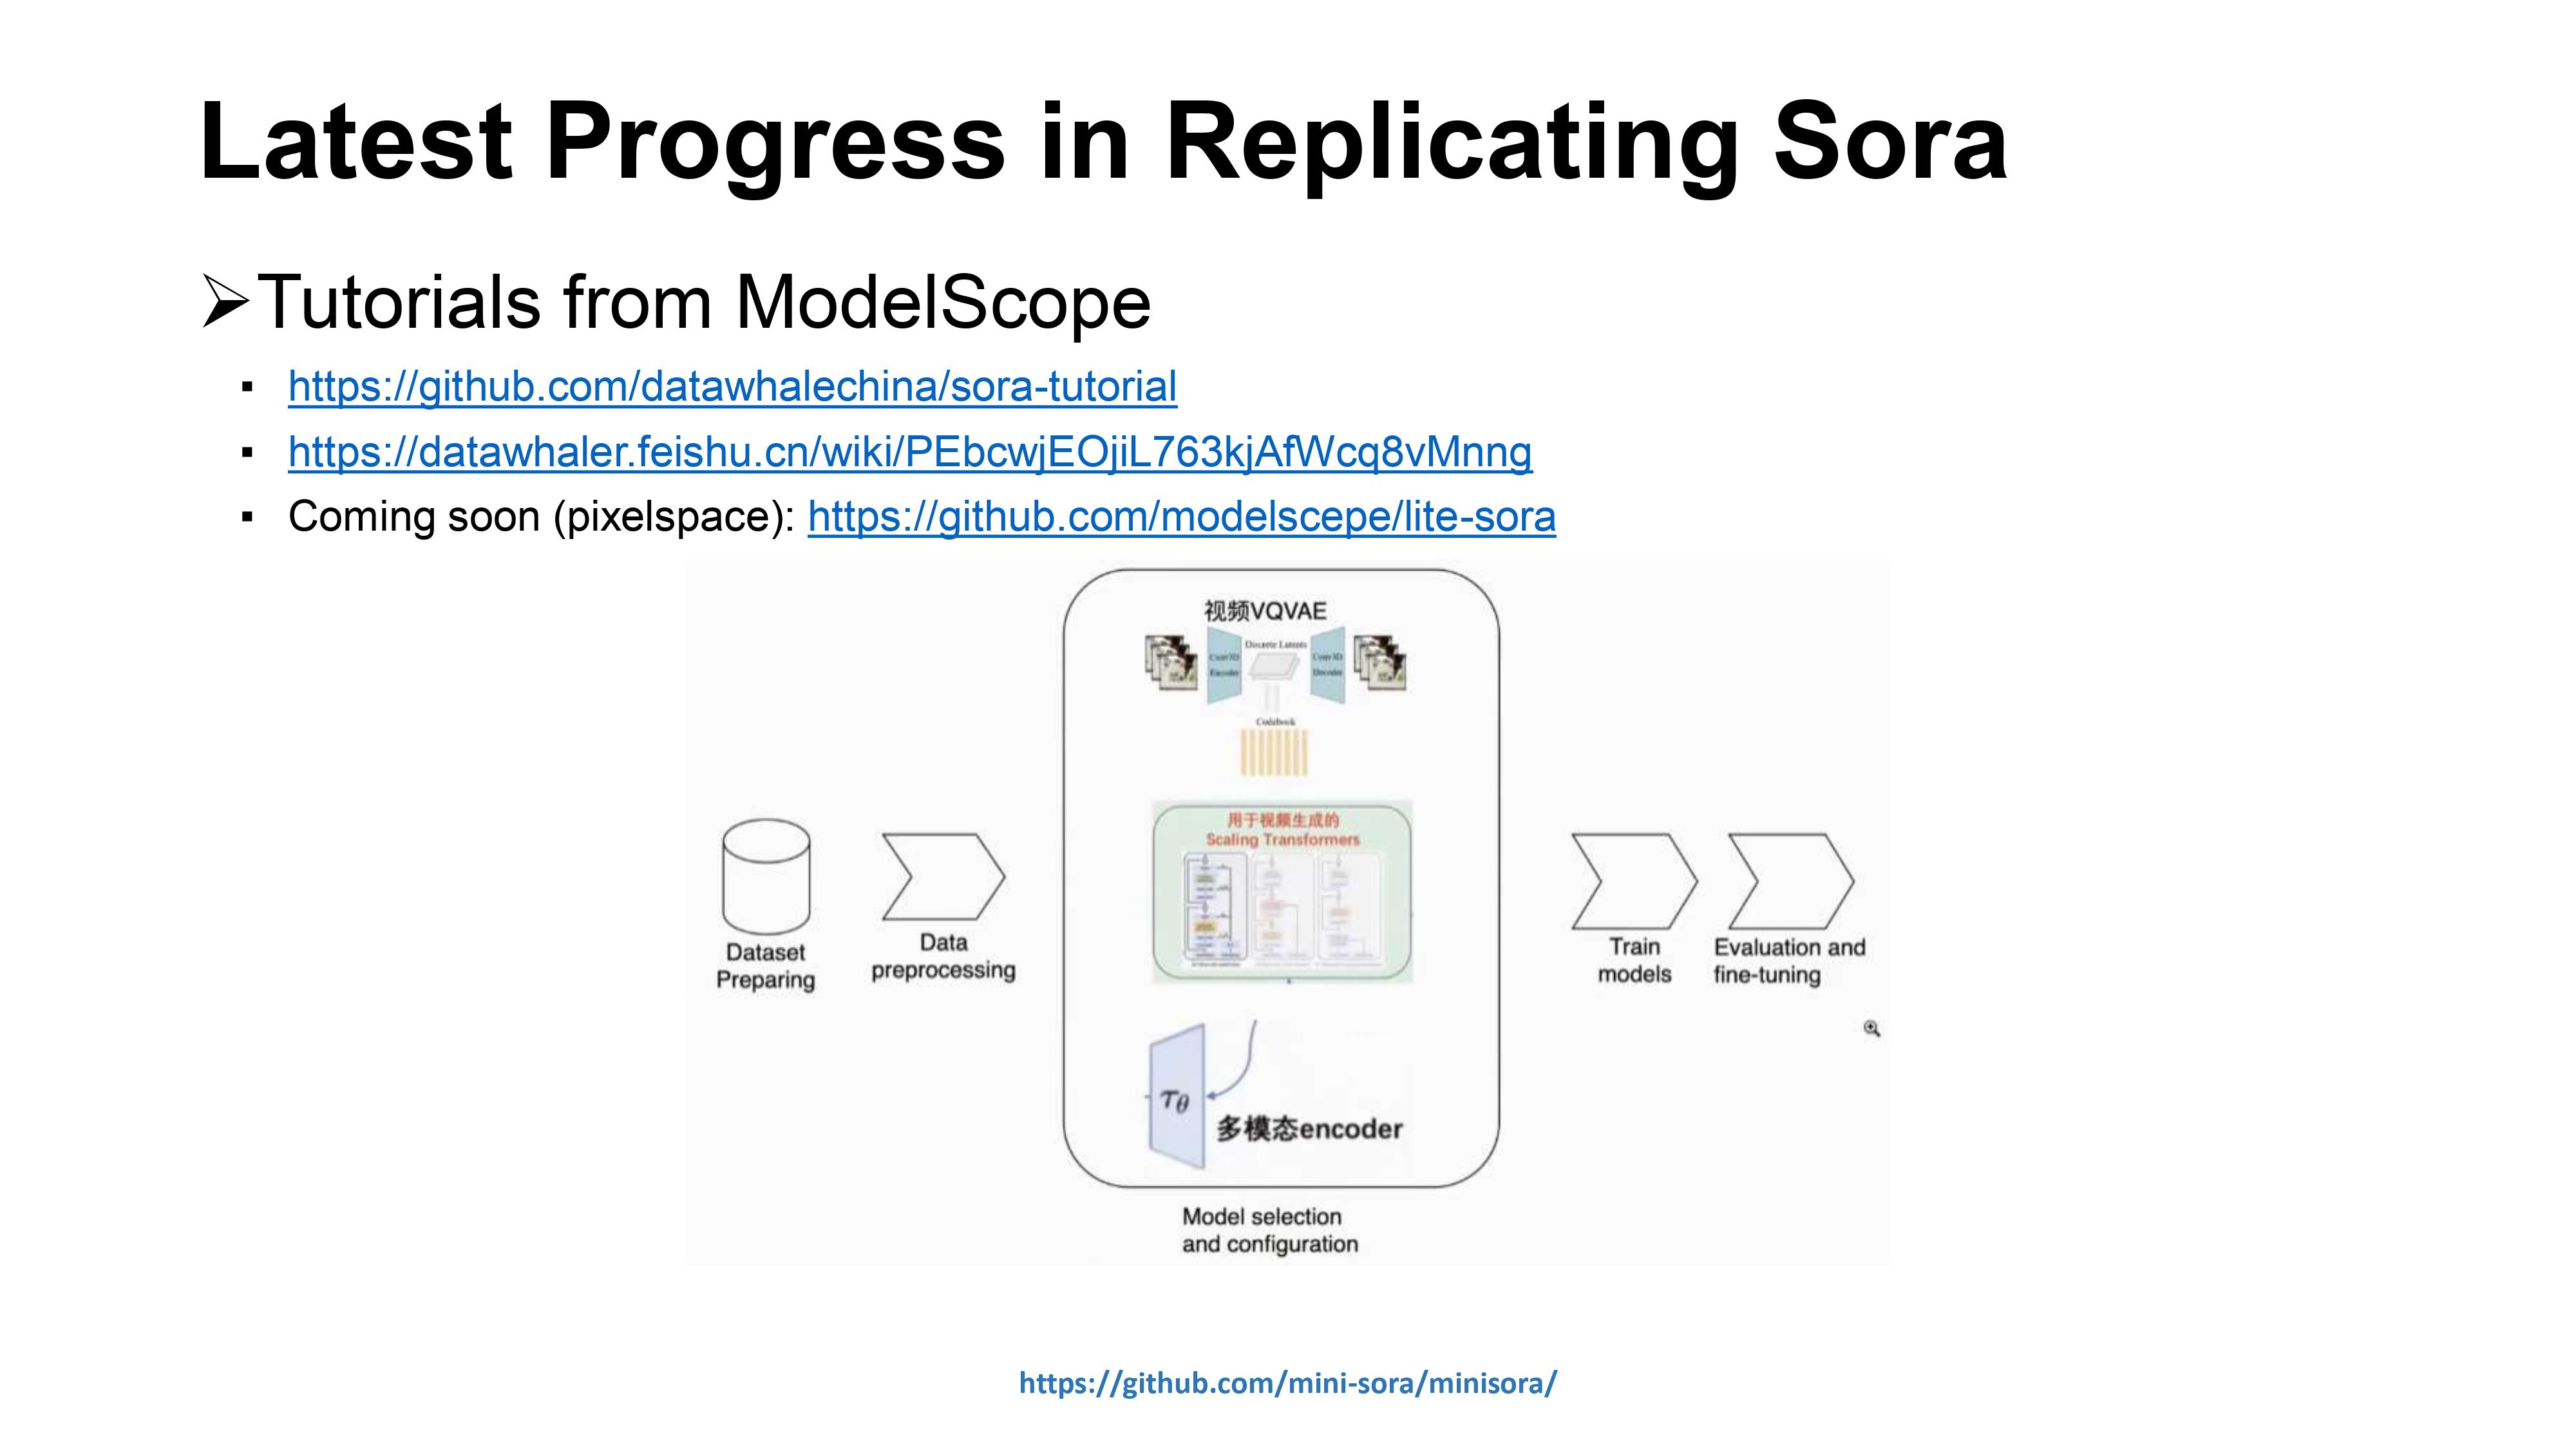 Latest Progress in Replicating Sora
➢Tutorials from ModelScope
▪ https://github.com/datawhalechina/sora-tutorial
▪ https://datawhaler.feishu.cn/wiki/PEbcwjEOjiL763kjAfWcq8vMnng
▪ Coming soon (pixelspace): https://github.com/modelscepe/lite-sora
视频VQVAE
Discrete Latents
Conv3D
Encoder
Conv3D
Decoder
Codebook
用于视频生成的
Scaling Transformers
Dataset
Preparing
Data
preprocessing
Train
models
Evaluation and
fine-tuning
τθ
多模态encoder
Model selection
and configuration
https://github.com/mini-sora/minisora/